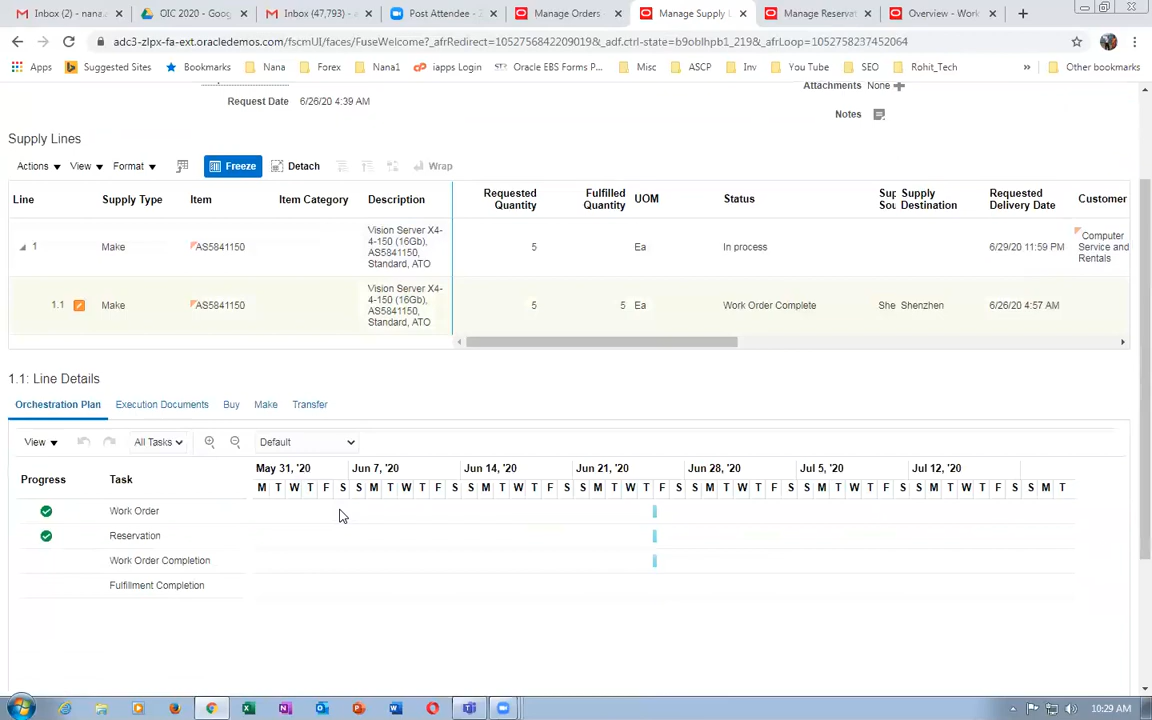 Inbox (2) - nana.
OIC 2020 - Goog
Inbox (47,793) -
Post Attendee -
Manage Orders
Manage Supply L
Manage Reservat
Overview - Work
adc3-zlpx-fa-ext.oracledemos.com/fscmUI/faces/FuseWelcome?_afrRedirect=10527568422090198&_adf.ctrl-state=b9oblhpb1_219&_afrLoop=10527582374520​64
Apps
Suggested Sites
Bookmarks
Nana
Forex
Nana1
iapps Login
Oracle EBS Forms P...
Misc
ASCP
Inv
You Tube
SEO
Rohit_Tech
»
Other bookmarks
Attachments None
Request Date 6/26/20 4:39 AM
Notes
Supply Lines
Actions View Format Freeze Detach Wrap
Line
Supply Type
Item
Item Category
Description
Requested
Quantity
Fulfilled
Quantity
UOM
Status
Sup
Sou
Supply
Destination
Requested
Delivery Date
Customer
1
Make
AS5841150
Vision Server X4-
4-150 (16Gb),
AS5841150,
Standard, ATO
5
Ea
In process
6/29/20 11:59 PM
Computer
Service and
Rentals
1.1
Make
AS5841150
Vision Server X4-
4-150 (16Gb),
AS5841150,
Standard, ATO
5
5
Ea
Work Order Complete
She
Shenzhen
6/26/20 4:57 AM
1.1: Line Details
Orchestration Plan Execution Documents Buy Make Transfer
View All Tasks Default
Progress
Task
May 31, '20 Jun 7, '20 Jun 14, '20 Jun 21, '20 Jun 28, '20 Jul 5, '20 Jul 12, '20
M T W T F S S M T W T F S S M T W T F S S M T W T F S S M T W T F S S M T W T F S S M T W T F S S M T
Work Order
Reservation
Work Order Completion
Fulfillment Completion
10:29 AM